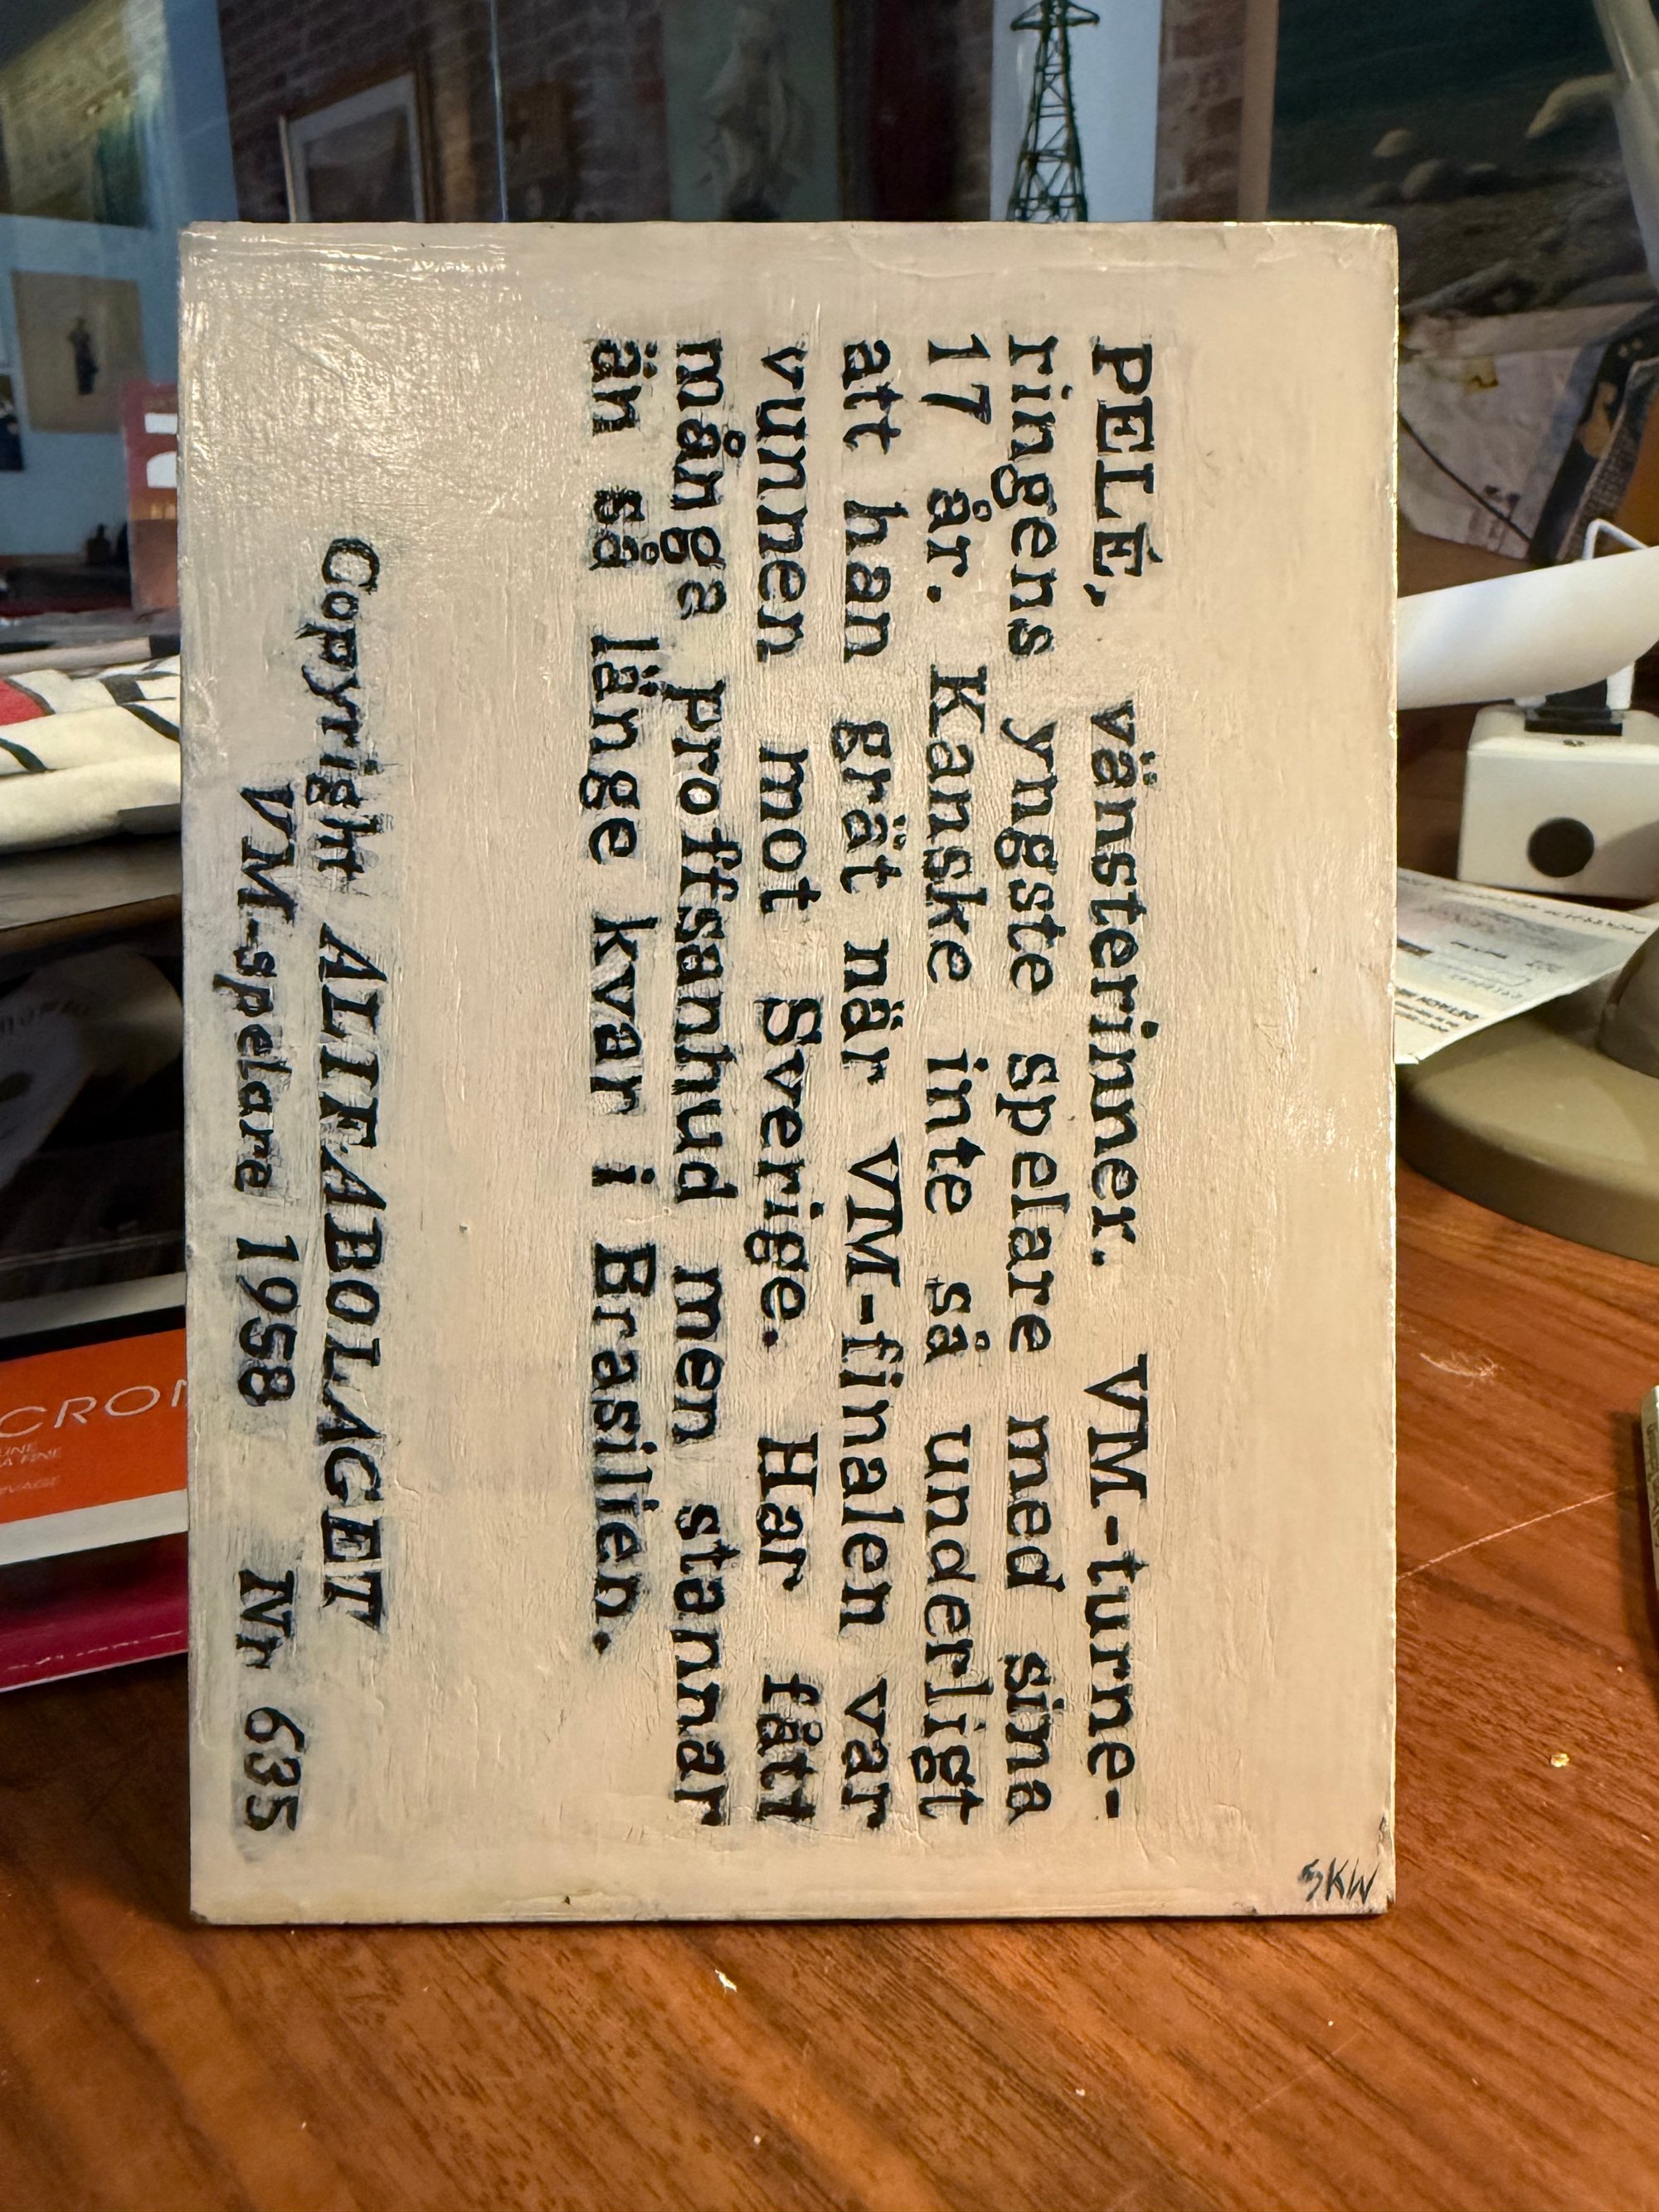 PELÉ, vänsterinner. VM-turne-
ringens yngste spelare med sina
17 år. Kanske inte så underligt
att han grät när VM-finalen var
vunnen mot Sverige. Har fått
många proffsanbud men stannar
än så länge kvar i Brasilien.
Copyright ALIFABOLAGET
VM-spelare 1958 Nr 635
SKW
CROM